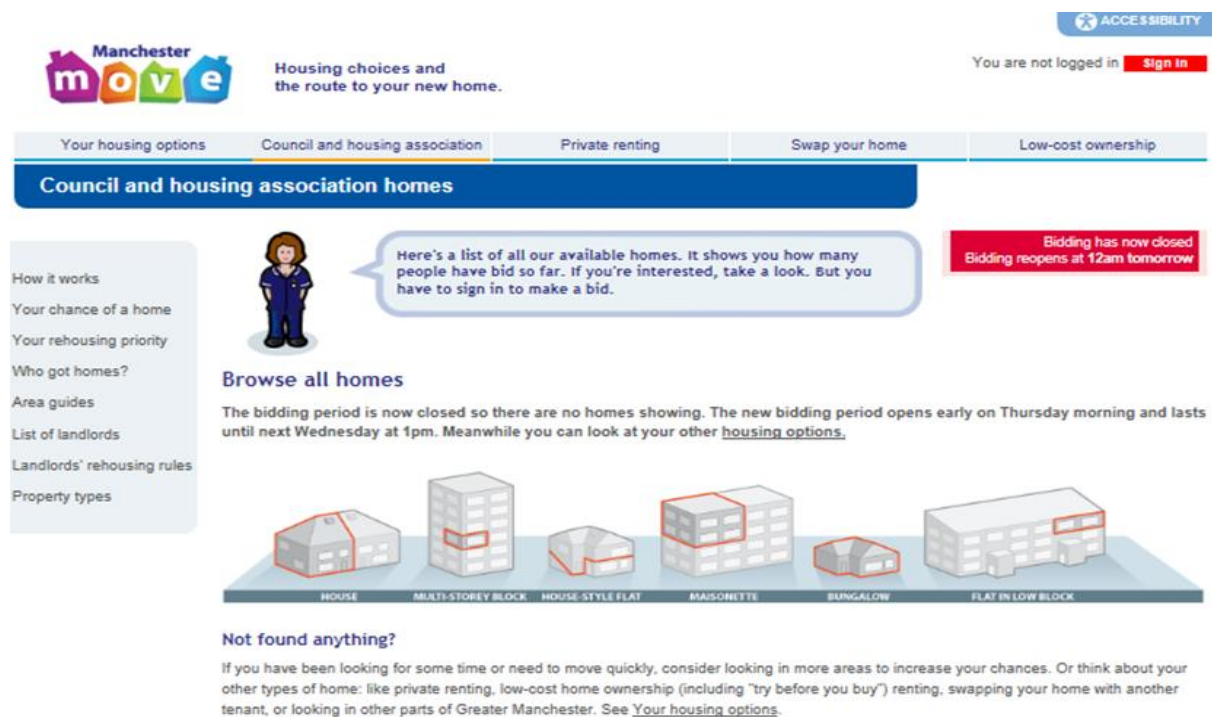 ACCESSIBILITY
Manchester
move
Housing choices and
the route to your new home.
You are not logged in Sign In
Your housing options
Council and housing association
Private renting
Swap your home
Low-cost ownership
Council and housing association homes
How it works
Your chance of a home
Your rehousing priority
Who got homes?
Area guides
List of landlords
Landlords' rehousing rules
Property types
Here's a list of all our available homes. It shows you how many
people have bid so far. If you're interested, take a look. But you
have to sign in to make a bid.
Bidding has now closed
Bidding reopens at 12am tomorrow
Browse all homes
The bidding period is now closed so there are no homes showing. The new bidding period opens early on Thursday morning and lasts
until next Wednesday at 1pm. Meanwhile you can look at your other housing options.
HOUSE
MULTI-STOREY BLOCK
HOUSE-STYLE FLAT
MAISONETTE
BUNGALOW
FLAT IN LOW BLOCK
Not found anything?
If you have been looking for some time or need to move quickly, consider looking in more areas to increase your chances. Or think about your
other types of home: like private renting, low-cost home ownership (including "try before you buy") renting, swapping your home with another
tenant, or looking in other parts of Greater Manchester. See Your housing options.